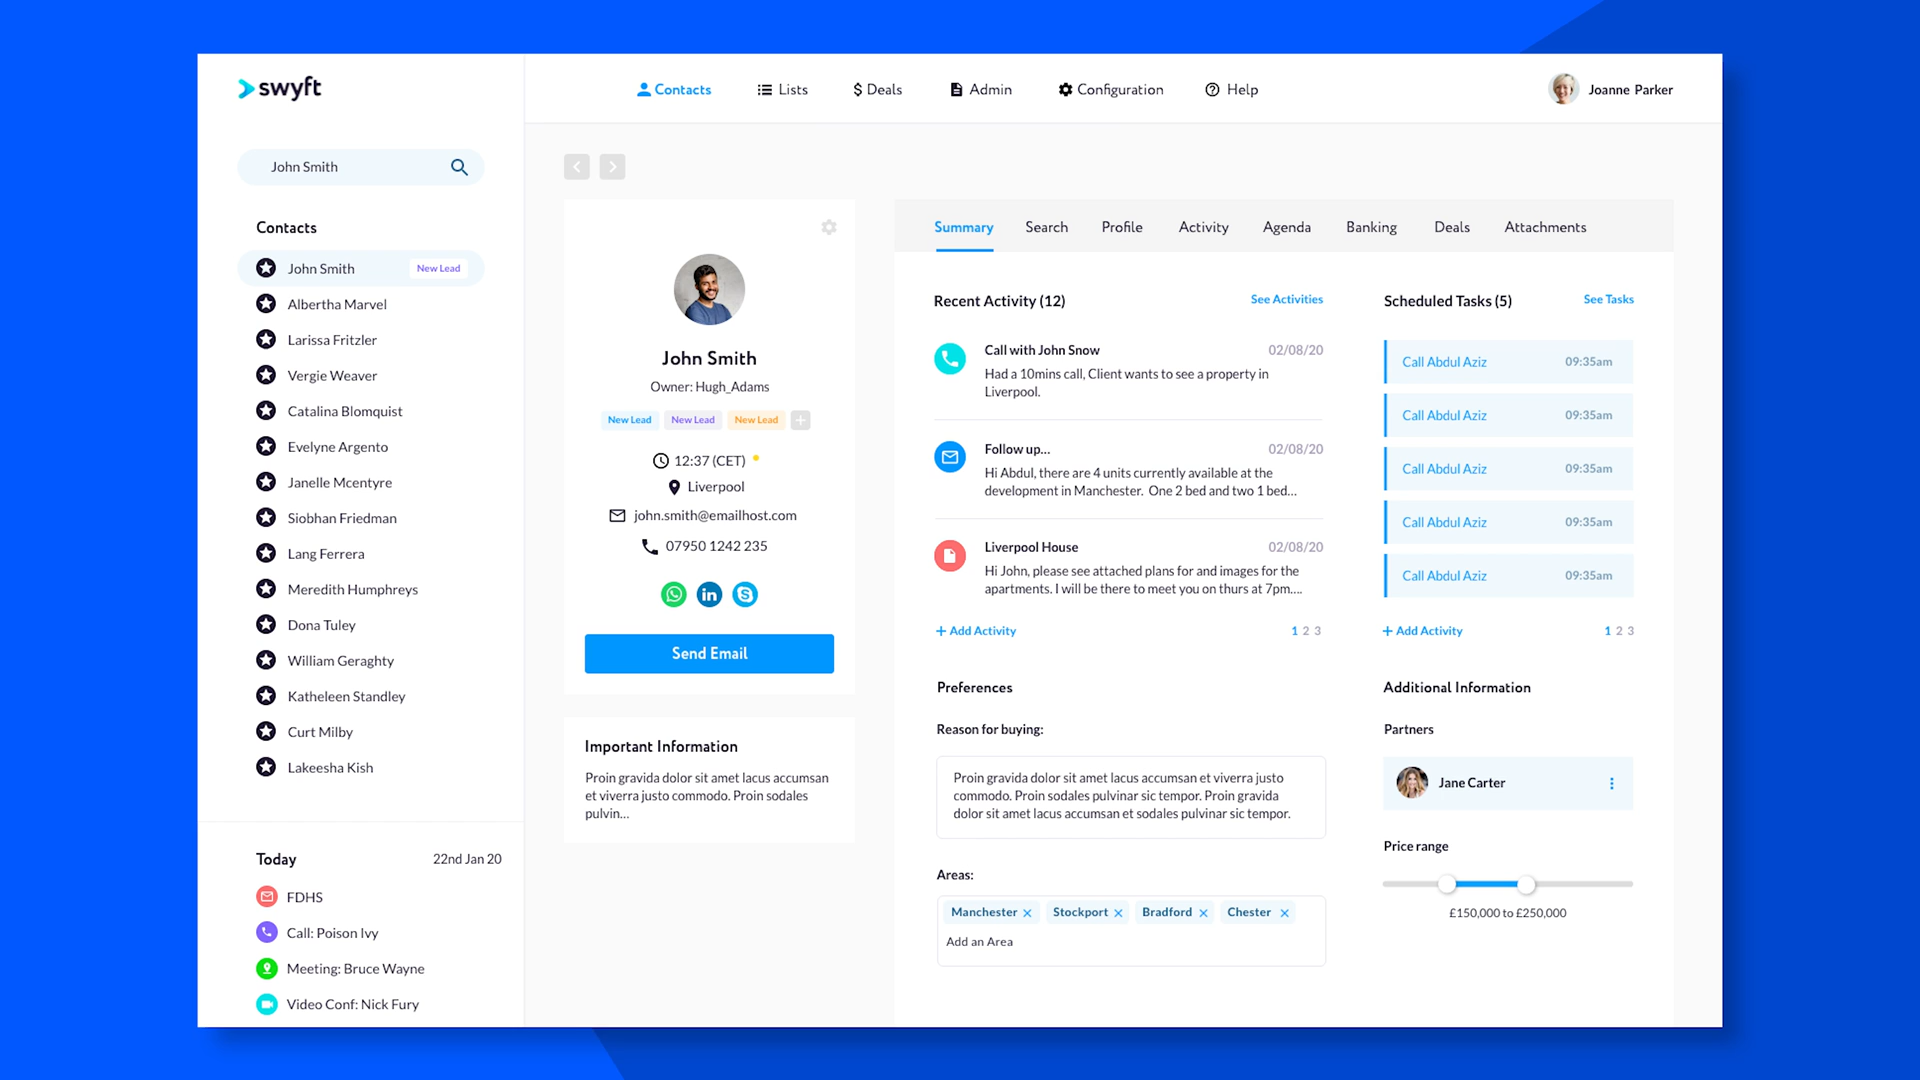 swyft
Contacts
Lists
$ Deals
Admin
Configuration
Help
Joanne Parker
John Smith
Contacts
John Smith
New Lead
Albertha Marvel
Larissa Fritzler
Vergie Weaver
Catalina Blomquist
Evelyne Argento
Janelle Mcentyre
Siobhan Friedman
Lang Ferrera
Meredith Humphreys
Dona Tuley
William Geraghty
Katheleen Standley
Curt Milby
Lakeesha Kish
Today
22nd Jan 20
FDHS
Call: Poison Ivy
Meeting: Bruce Wayne
Video Conf: Nick Fury
John Smith
Owner: Hugh_Adams
New Lead New Lead New Lead +
12:37 (CET)
Liverpool
john.smith@emailhost.com
07950 1242 235
in
S
Send Email
Important Information
Proin gravida dolor sit amet lacus accumsan
et viverra justo commodo. Proin sodales
pulvin...
Summary
Search
Profile
Activity
Agenda
Banking
Deals
Attachments
Recent Activity (12)
See Activities
Call with John Snow
02/08/20
Had a 10mins call, Client wants to see a property in
Liverpool.
Follow up...
02/08/20
Hi Abdul, there are 4 units currently available at the
development in Manchester. One 2 bed and two 1 bed...
Liverpool House
02/08/20
Hi John, please see attached plans for and images for the
apartments. I will be there to meet you on thurs at 7pm....
+ Add Activity
1 2 3
Scheduled Tasks (5)
See Tasks
Call Abdul Aziz
09:35am
Call Abdul Aziz
09:35am
Call Abdul Aziz
09:35am
Call Abdul Aziz
09:35am
Call Abdul Aziz
09:35am
+ Add Activity
1 2 3
Preferences
Reason for buying:
Proin gravida dolor sit amet lacus accumsan et viverra justo
commodo. Proin sodales pulvinar sic tempor. Proin gravida
dolor sit amet lacus accumsan et sodales pulvinar sic tempor.
Areas:
Manchester × Stockport × Bradford × Chester ×
Add an Area
Additional Information
Partners
Jane Carter
Price range
£150,000 to £250,000